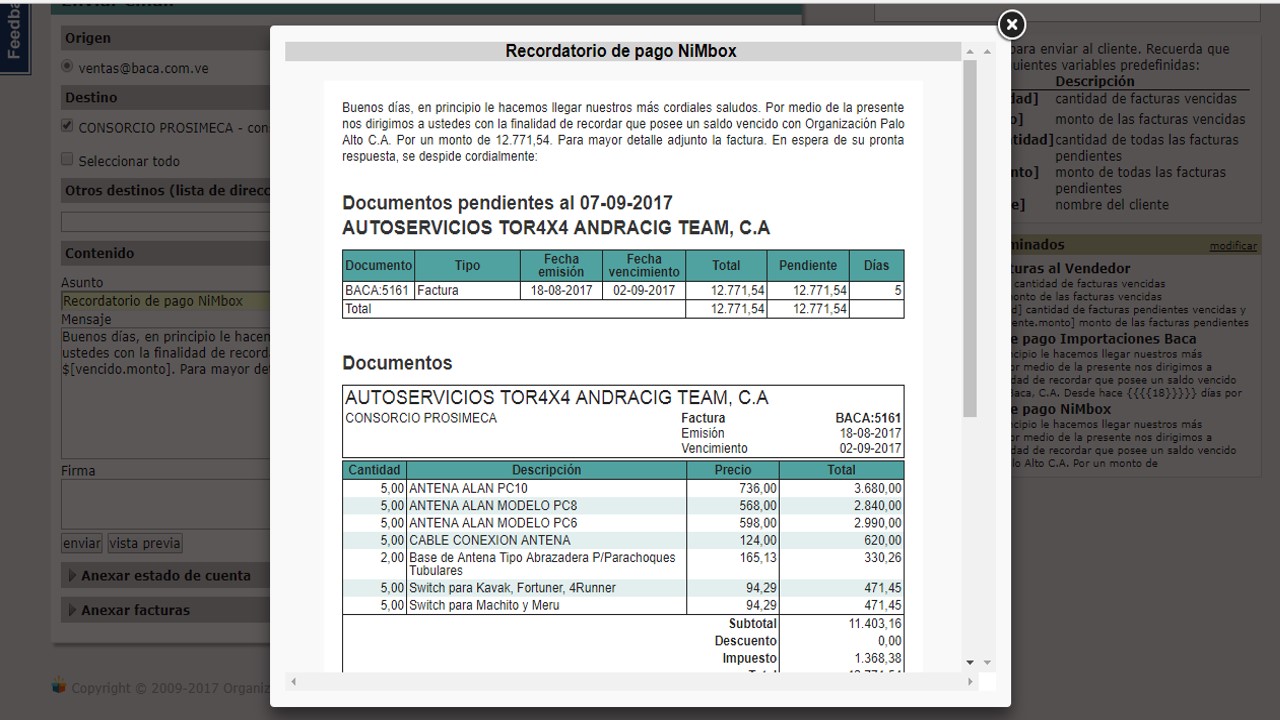 Enviar email
Feedba
Origen
ventas@baca.com.ve
Destino
CONSORCIO PROSIMECA - con
Seleccionar todo
Otros destinos (lista de direcc
Contenido
Asunto
Recordatorio de pago NiMbox
Mensaje
Buenos días, en principio le hacen
ustedes con la finalidad de recorda
$[vencido.monto]. Para mayor det
Firma
enviar vista previa
Anexar estado de cuenta
Anexar facturas
Copyright © 2009-2017 Organiz
Recordatorio de pago NiMbox
Buenos días, en principio le hacemos llegar nuestros más cordiales saludos. Por medio de la presente
nos dirigimos a ustedes con la finalidad de recordar que posee un saldo vencido con Organización Palo
Alto C.A. Por un monto de 12.771,54. Para mayor detalle adjunto la factura. En espera de su pronta
respuesta, se despide cordialmente:
Documentos pendientes al 07-09-2017
AUTOSERVICIOS TOR4X4 ANDRACIG TEAM, C.A
Documento Tipo Fecha emisión Fecha vencimiento Total Pendiente Días
BACA:5161 Factura 18-08-2017 02-09-2017 12.771,54 12.771,54 5
Total 12.771,54 12.771,54
Documentos
AUTOSERVICIOS TOR4X4 ANDRACIG TEAM, C.A
CONSORCIO PROSIMECA Factura BACA:5161
Emisión 18-08-2017
Vencimiento 02-09-2017
Cantidad Descripción Precio Total
5,00 ANTENA ALAN PC10 736,00 3.680,00
5,00 ANTENA ALAN MODELO PC8 568,00 2.840,00
5,00 ANTENA ALAN MODELO PC6 598,00 2.990,00
5,00 CABLE CONEXION ANTENA 124,00 620,00
2,00 Base de Antena Tipo Abrazadera P/Parachoques 165,13 330,26
Tubulares
5,00 Switch para Kavak, Fortuner, 4Runner 94,29 471,45
5,00 Switch para Machito y Meru 94,29 471,45
Subtotal 11.403,16
Descuento 0,00
Impuesto 1.368,38
Total 12.771,54
para enviar al cliente. Recuerda que
uientes variables predefinidas:
Descripción
dad] cantidad de facturas vencidas
o] monto de las facturas vencidas
tidad] cantidad de todas las facturas
pendientes
nto] monto de todas las facturas
pendientes
e] nombre del cliente
minados modificar
turas al Vendedor
cantidad de facturas vencidas
onto de las facturas vencidas
d] cantidad de facturas pendientes vencidas y
ente.monto] monto de las facturas pendientes
e pago Importaciones Baca
ncipio le hacemos llegar nuestros más
or medio de la presente nos dirigimos a
dad de recordar que posee un saldo vencido
Baca, C.A. Desde hace {{{{18}}}}} días por
e pago NiMbox
ncipio le hacemos llegar nuestros más
or medio de la presente nos dirigimos a
dad de recordar que posee un saldo vencido
lo Alto C.A. Por un monto de